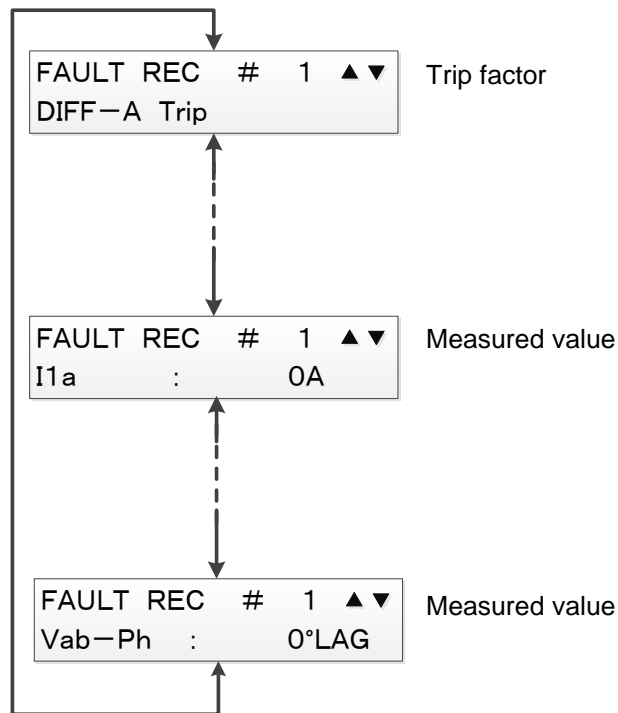 FAULT REC # 1 ▲▼ Trip factor
DIFF－A Trip
FAULT REC # 1 ▲▼ Measured value
I1a : 0A
FAULT REC # 1 ▲▼ Measured value
Vab－Ph : 0°LAG